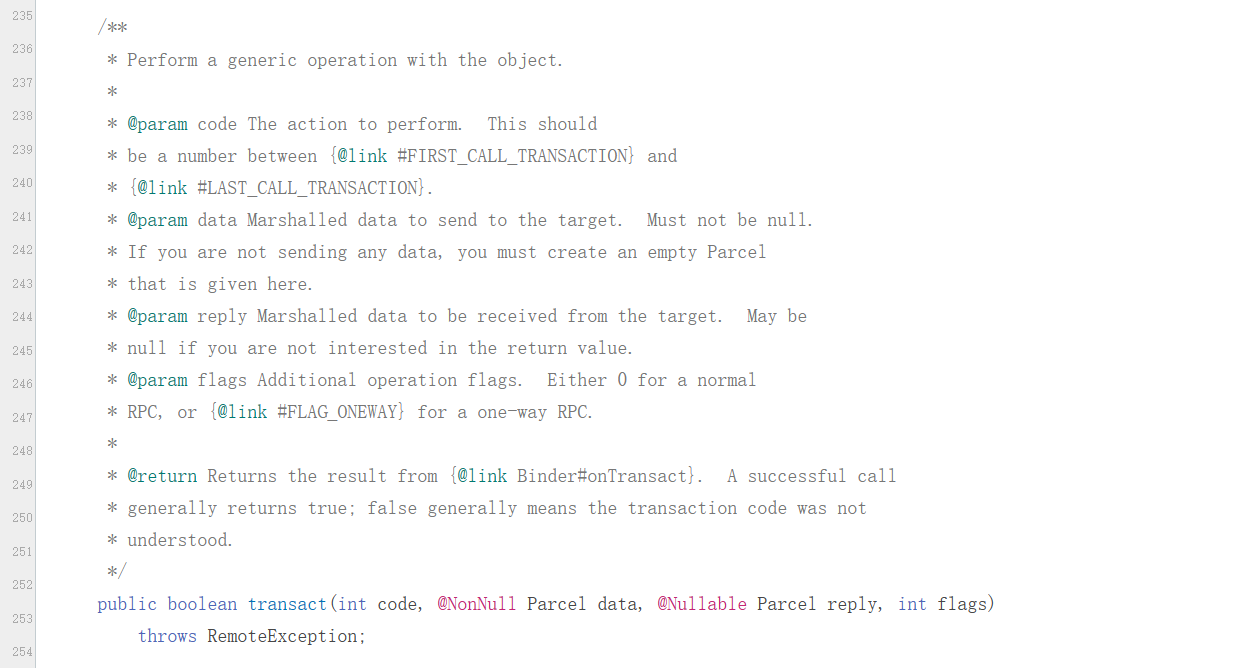 235
/**
236
* Perform a generic operation with the object.
237
*
238
* @param code The action to perform.  This should
239
* be a number between {@link #FIRST_CALL_TRANSACTION} and
240
* {@link #LAST_CALL_TRANSACTION}.
241
* @param data Marshalled data to send to the target.  Must not be null.
242
* If you are not sending any data, you must create an empty Parcel
243
* that is given here.
244
* @param reply Marshalled data to be received from the target.  May be
245
* null if you are not interested in the return value.
246
* @param flags Additional operation flags.  Either 0 for a normal
247
* RPC, or {@link #FLAG_ONEWAY} for a one-way RPC.
248
*
249
* @return Returns the result from {@link Binder#onTransact}.  A successful call
250
* generally returns true; false generally means the transaction code was not
251
* understood.
252
*/
253
public boolean transact(int code, @NonNull Parcel data, @Nullable Parcel reply, int flags)
254
throws RemoteException;